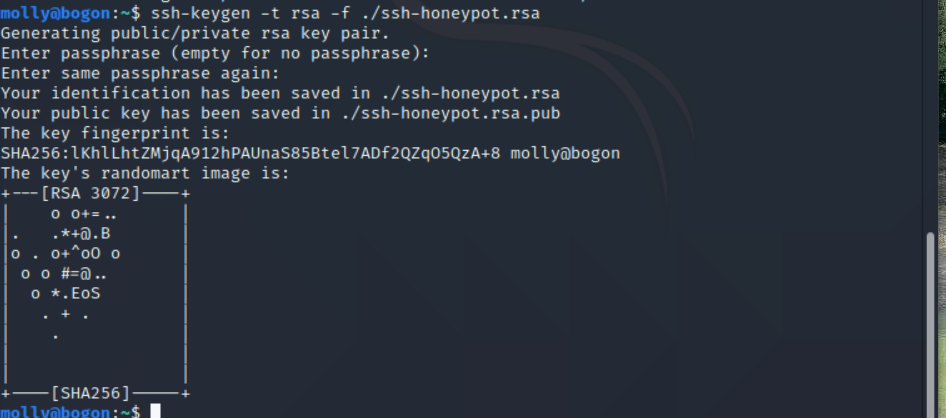 molly@bogon:~$ ssh-keygen -t rsa -f ./ssh-honeypot.rsa
Generating public/private rsa key pair.
Enter passphrase (empty for no passphrase):
Enter same passphrase again:
Your identification has been saved in ./ssh-honeypot.rsa
Your public key has been saved in ./ssh-honeypot.rsa.pub
The key fingerprint is:
SHA256:lKhlLhtZMjqA912hPAUnaS85Btel7ADf2QZqO5QzA+8 molly@bogon
The key's randomart image is:
+---[RSA 3072]----+
|    o o+=..      |
|.   .*+@.B       |
|o . o+^oO o      |
| o o #=@..       |
|  o *.EoS        |
|   . + .         |
|    .            |
|                 |
|                 |
+----[SHA256]-----+
molly@bogon:~$